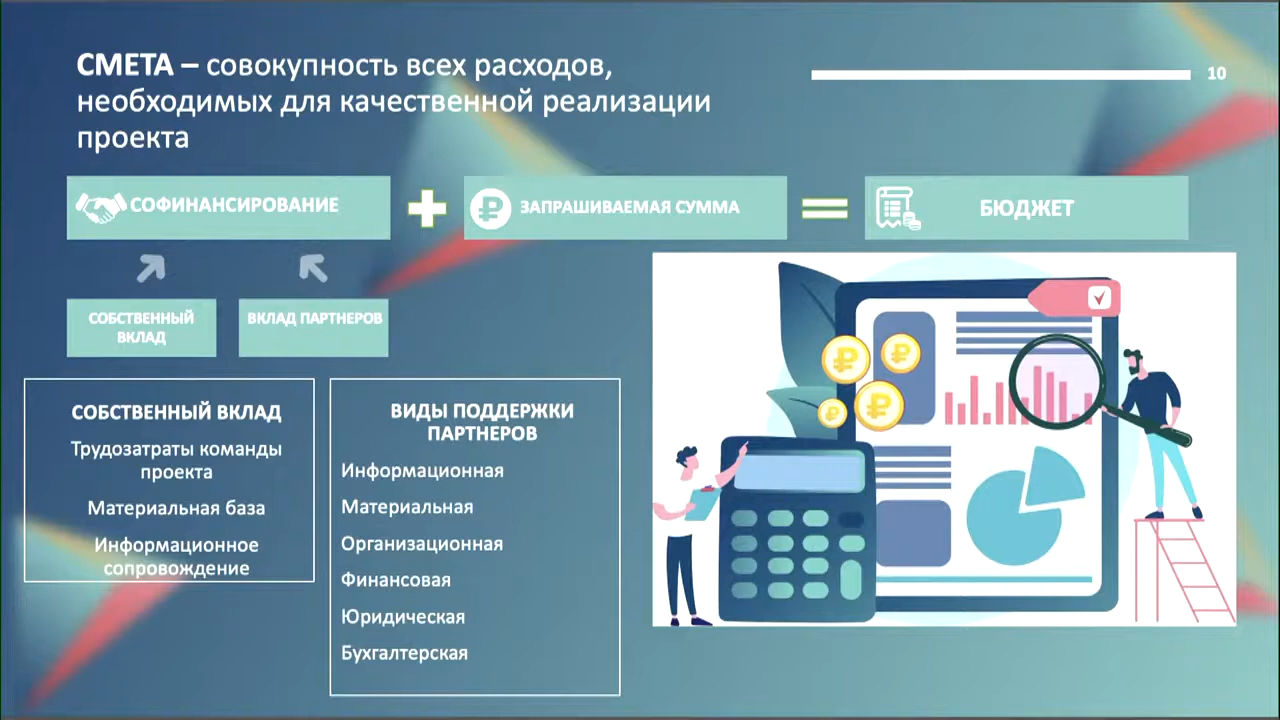 СМЕТА – совокупность всех расходов,
необходимых для качественной реализации
проекта
10
СОФИНАНСИРОВАНИЕ
ЗАПРАШИВАЕМАЯ СУММА
БЮДЖЕТ
СОБСТВЕННЫЙ
ВКЛАД
ВКЛАД ПАРТНЕРОВ
СОБСТВЕННЫЙ ВКЛАД
Трудозатраты команды
проекта
Материальная база
Информационное
сопровождение
ВИДЫ ПОДДЕРЖКИ
ПАРТНЕРОВ
Информационная
Материальная
Организационная
Финансовая
Юридическая
Бухгалтерская